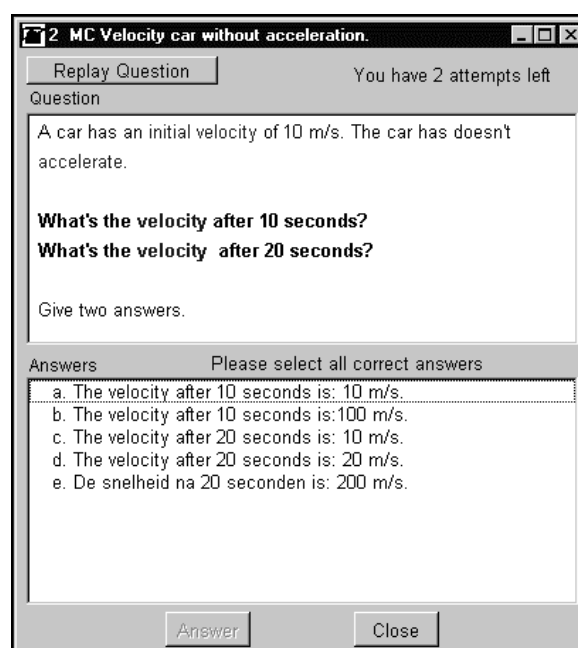 2 MC Velocity car without acceleration.
Replay Question
You have 2 attempts left
Question
A car has an initial velocity of 10 m/s. The car has doesn't
accelerate.
What's the velocity after 10 seconds?
What's the velocity  after 20 seconds?
Give two answers.
Answers
Please select all correct answers
a. The velocity after 10 seconds is: 10 m/s.
b. The velocity after 10 seconds is:100 m/s.
c. The velocity after 20 seconds is: 10 m/s.
d. The velocity after 20 seconds is: 20 m/s.
e. De snelheid na 20 seconden is: 200 m/s.
Answer
Close